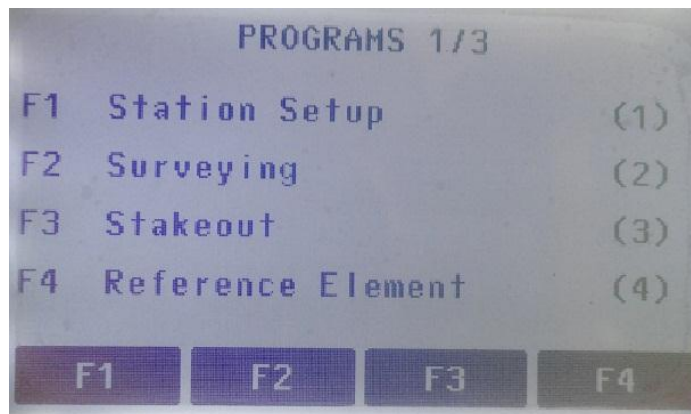 PROGRAMS 1/3
F1 Station Setup (1)
F2 Surveying (2)
F3 Stakeout (3)
F4 Reference Element (4)
F1 F2 F3 F4